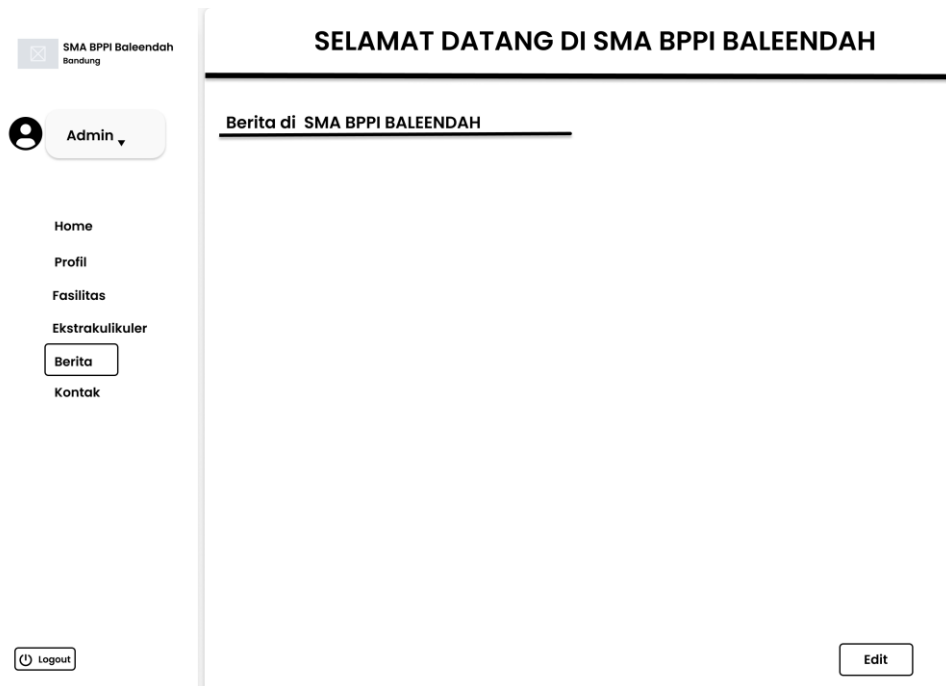 SMA BPPI Baleendah
Bandung
Admin
Home
Profil
Fasilitas
Ekstrakulikuler
Berita
Kontak
Logout
SELAMAT DATANG DI SMA BPPI BALEENDAH
Berita di SMA BPPI BALEENDAH
Edit